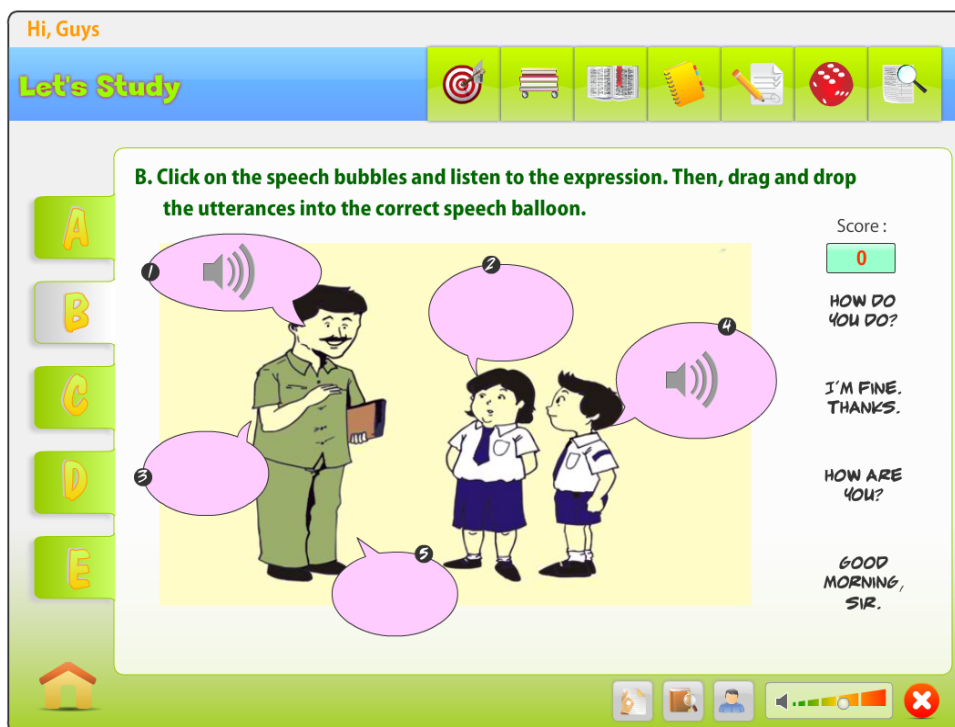 Hi, Guys
Let's Study
B. Click on the speech bubbles and listen to the expression. Then, drag and drop
the utterances into the correct speech balloon.
Score :
0
A
B
C
D
E
1
2
3
4
5
HOW DO
YOU DO?
I'M FINE.
THANKS.
HOW ARE
YOU?
GOOD
MORNING,
SIR.